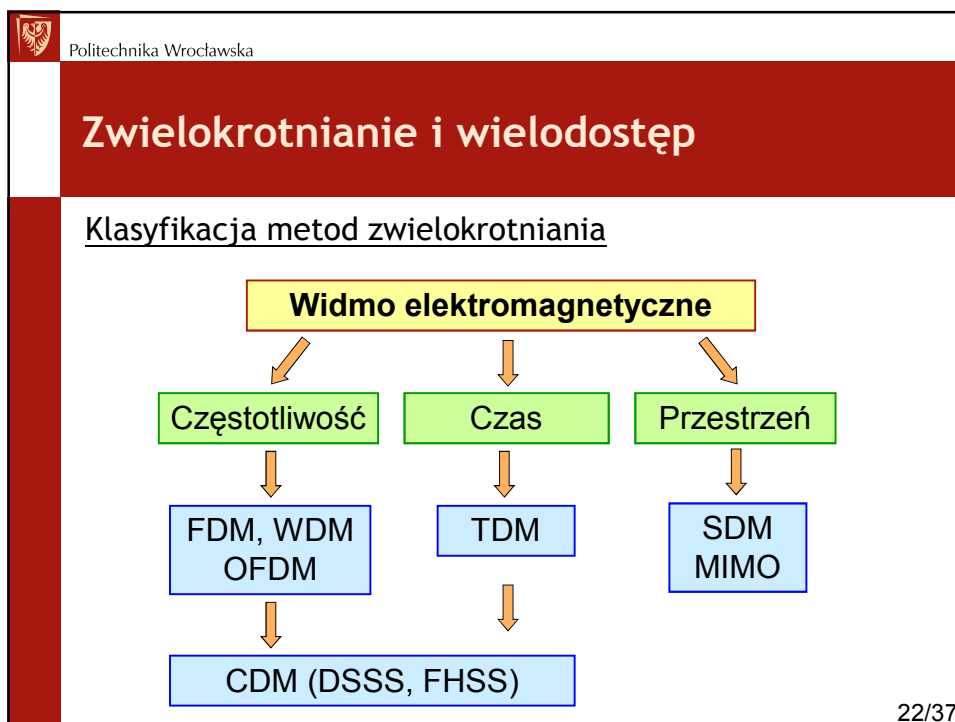 Politechnika Wrocławska
Zwielokrotnianie i wielodostęp
Klasyfikacja metod zwielokrotniania
Widmo elektromagnetyczne
Częstotliwość
Czas
Przestrzeń
FDM, WDM
OFDM
TDM
SDM
MIMO
CDM (DSSS, FHSS)
22/37